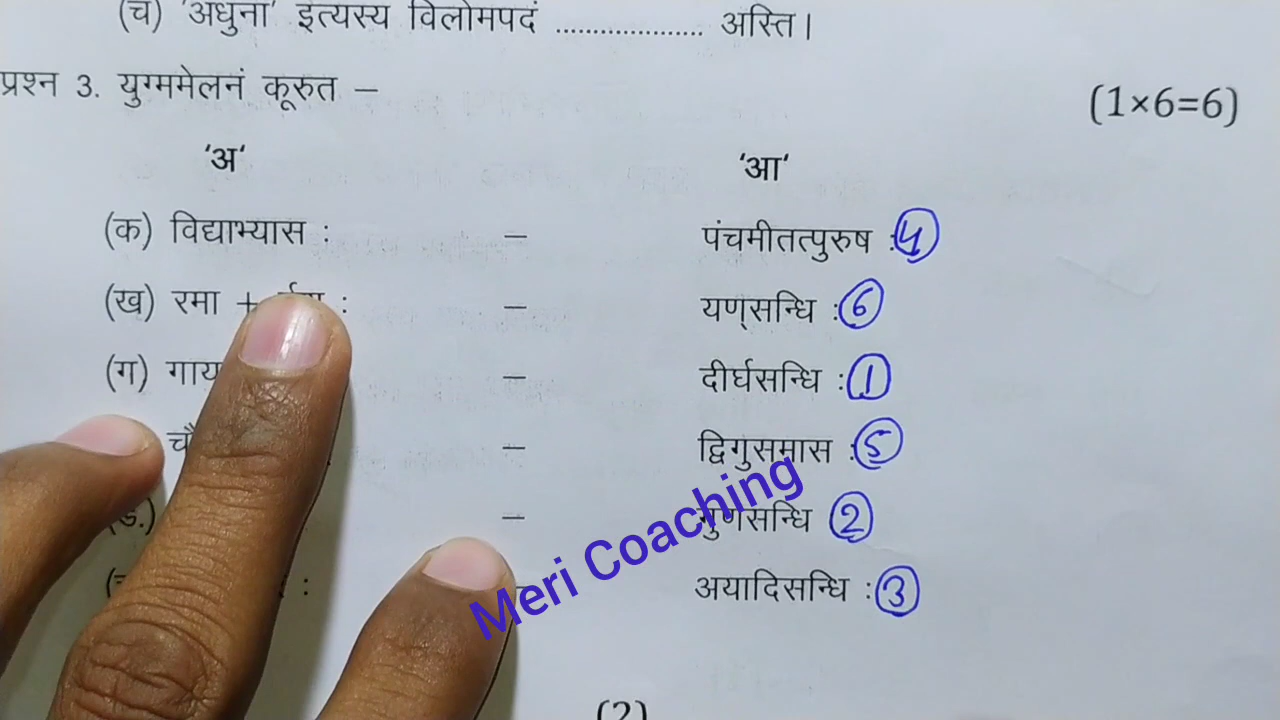 (च) 'अधुना' इत्यस्य विलोमपदं .................... अस्ति।
प्रश्न 3. युग्ममेलनं कूरुत –
(1×6=6)
'अ' 'आ'
(क) विद्याभ्यास : – पंचमीतत्पुरुष : 4
(ख) रमा + : – यण्सन्धि : 6
(ग) – दीर्घसन्धि : 1
– द्विगुसमास : 5
(ङ.) – गुणसन्धि 2
: – अयादिसन्धि : 3
Meri Coaching
(2)